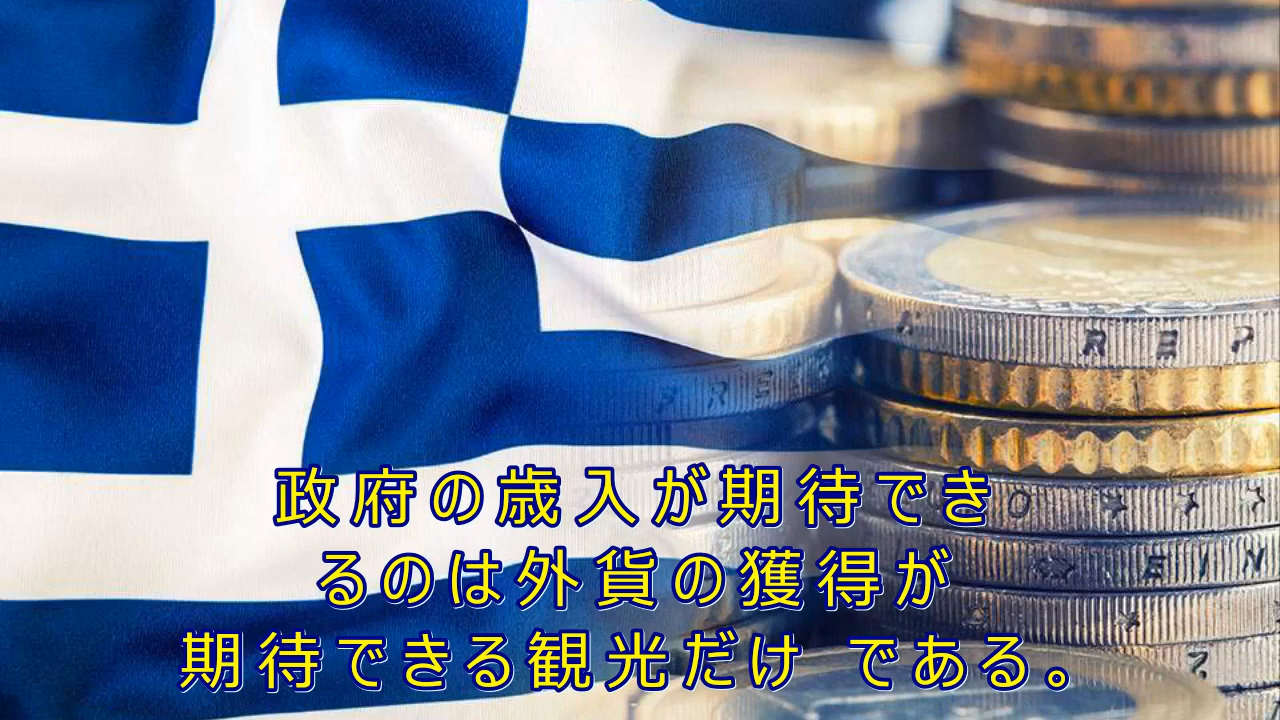 政府の歳入が期待でき
るのは外貨の獲得が
期待できる観光だけ である。